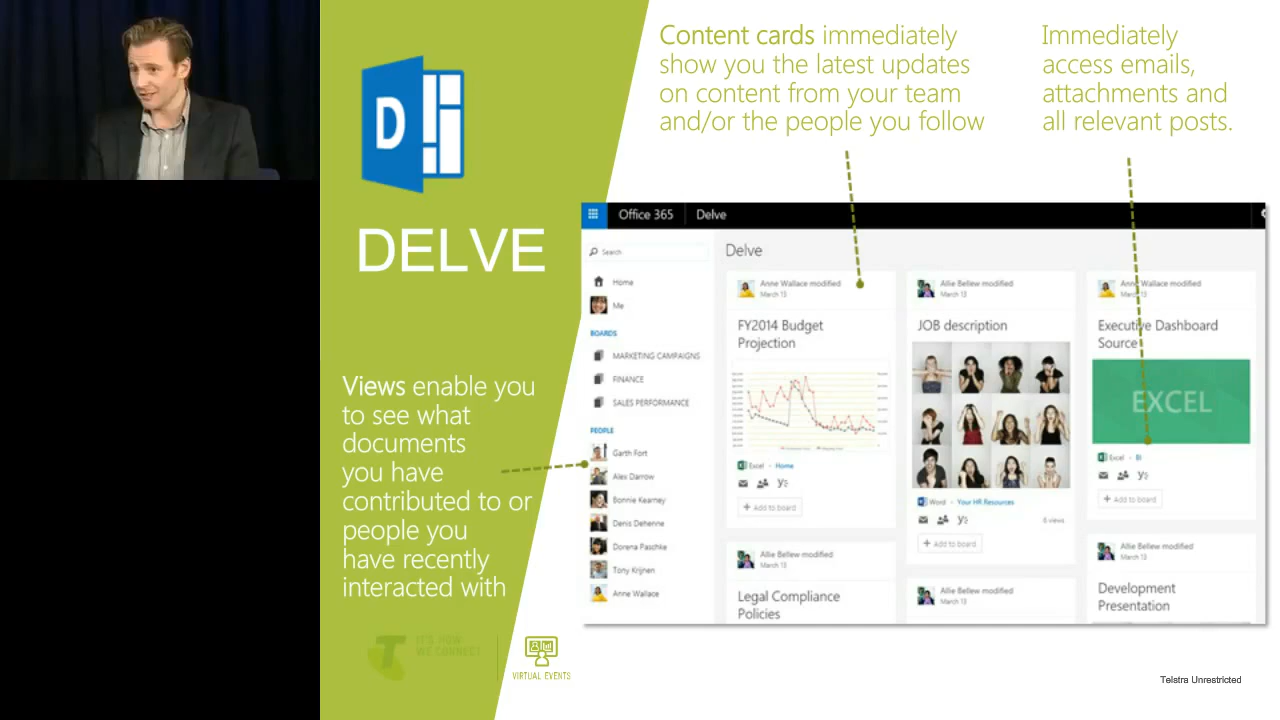 D
DELVE
Views enable you
to see what
documents
you have
contributed to or
people you
have recently
interacted with
IT'S HOW
WE CONNECT
VIRTUAL EVENTS
Content cards immediately
show you the latest updates
on content from your team
and/or the people you follow
Immediately
access emails,
attachments and
all relevant posts.
Office 365
Delve
Search
Home
Me
BOARDS
MARKETING CAMPAIGNS
FINANCE
SALES PERFORMANCE
PEOPLE
Garth Fort
Alex Darrow
Bonnie Kearney
Denis Dehenne
Dorena Paschke
Tony Krijnen
Anne Wallace
Delve
Anne Wallace modified
March 13
FY2014 Budget
Projection
Excel • Home
+ Add to board
Allie Bellew modified
March 13
Legal Compliance
Policies
Allie Bellew modified
March 13
JOB description
Word • Your HR Resources
6 views
+ Add to board
Allie Bellew modified
March 13
Anne Wallace modified
March 13
Executive Dashboard
Source
EXCEL
Excel • BI
+ Add to board
Allie Bellew modified
March 13
Development
Presentation
Telstra Unrestricted